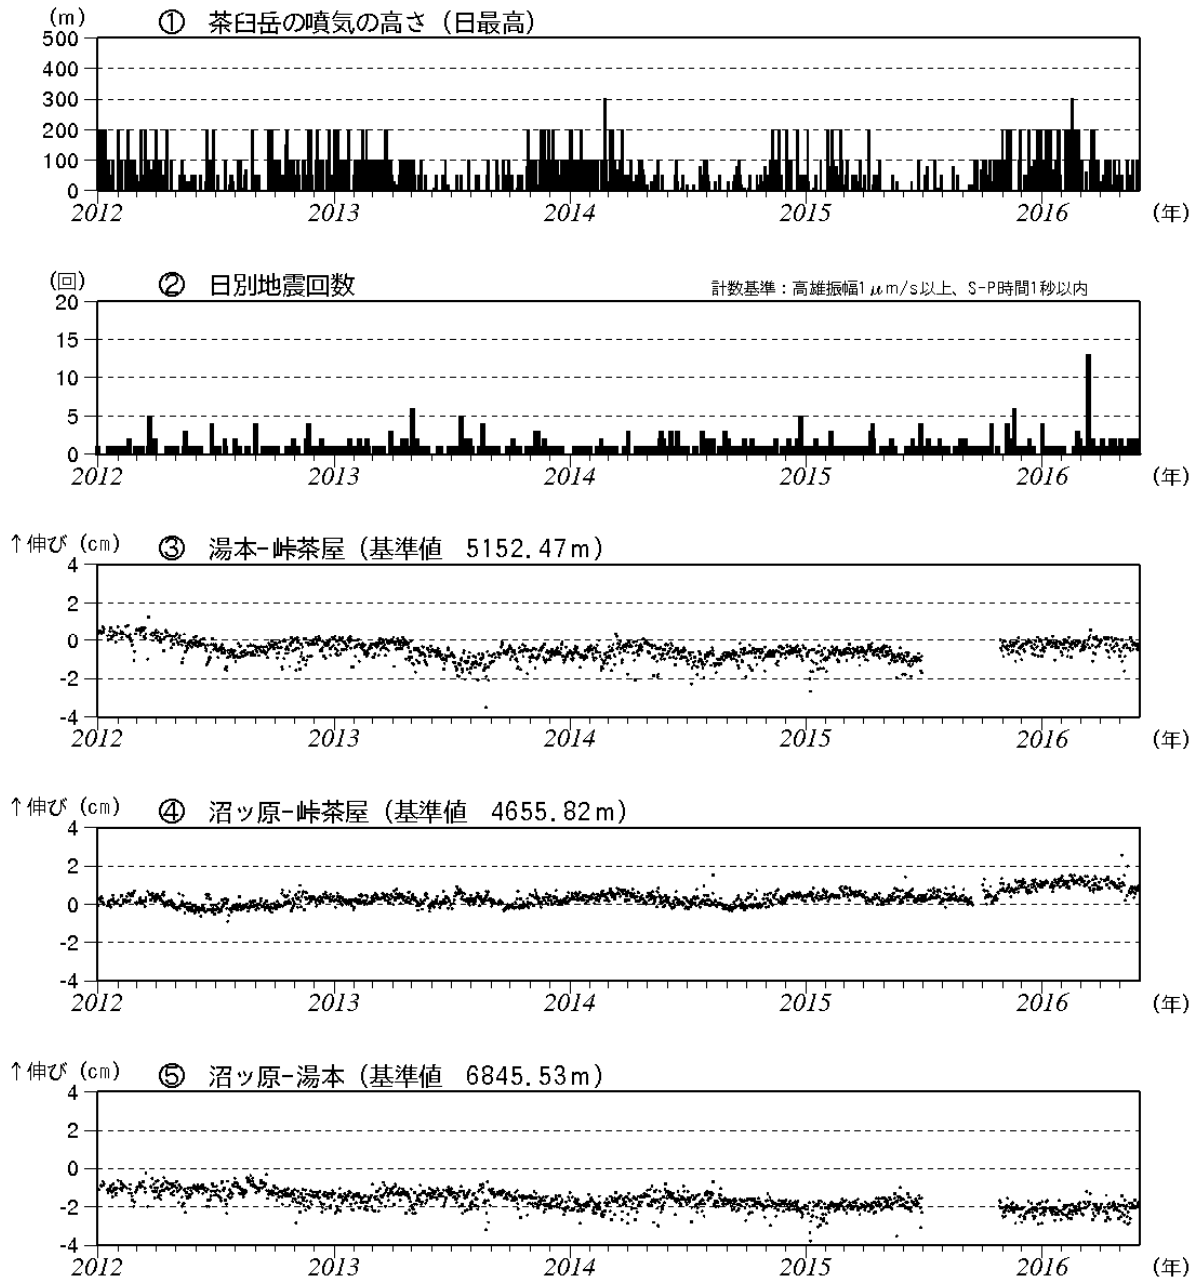 (m) ① 茶臼岳の噴気の高さ (日最高)
500
400
300
200
100
0
2012 2013 2014 2015 2016 (年)
(回) ② 日別地震回数 計数基準：高雄振幅1μm/s以上、S-P時間1秒以内
20
15
10
5
0
2012 2013 2014 2015 2016 (年)
↑伸び (cm) ③ 湯本-峠茶屋 (基準値 5152.47m)
4
2
0
-2
-4
2012 2013 2014 2015 2016 (年)
↑伸び (cm) ④ 沼ッ原-峠茶屋 (基準値 4655.82m)
4
2
0
-2
-4
2012 2013 2014 2015 2016 (年)
↑伸び (cm) ⑤ 沼ッ原-湯本 (基準値 6845.53m)
4
2
0
-2
-4
2012 2013 2014 2015 2016 (年)